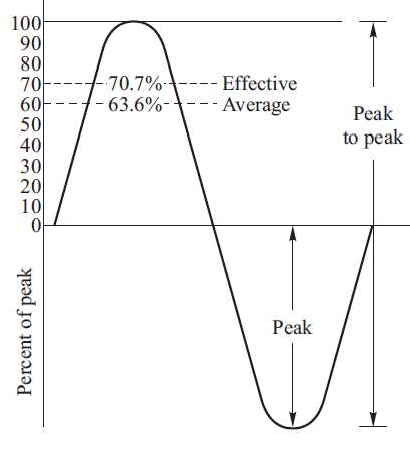 100
90
80
70
70.7%
Effective
60
63.6%
Average
50
40
30
20
10
0
Peak
to peak
Peak
Percent of peak